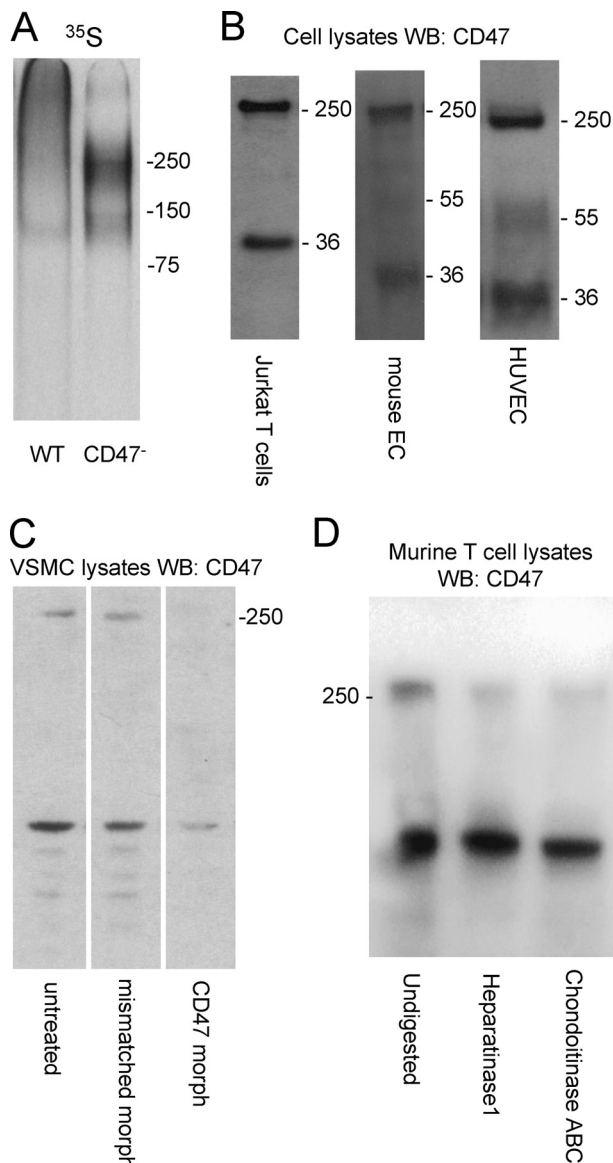 A
35S
-250
-150
-75
WT
CD47-
B
Cell lysates WB: CD47
- 250
- 36
Jurkat T cells
- 250
- 55
- 36
mouse EC
- 250
- 55
- 36
HUVEC
C
VSMC lysates WB: CD47
-250
untreated
mismatched morph
CD47 morph
D
Murine T cell lysates
WB: CD47
250 -
Undigested
Heparatinase1
Chondoitinase ABC